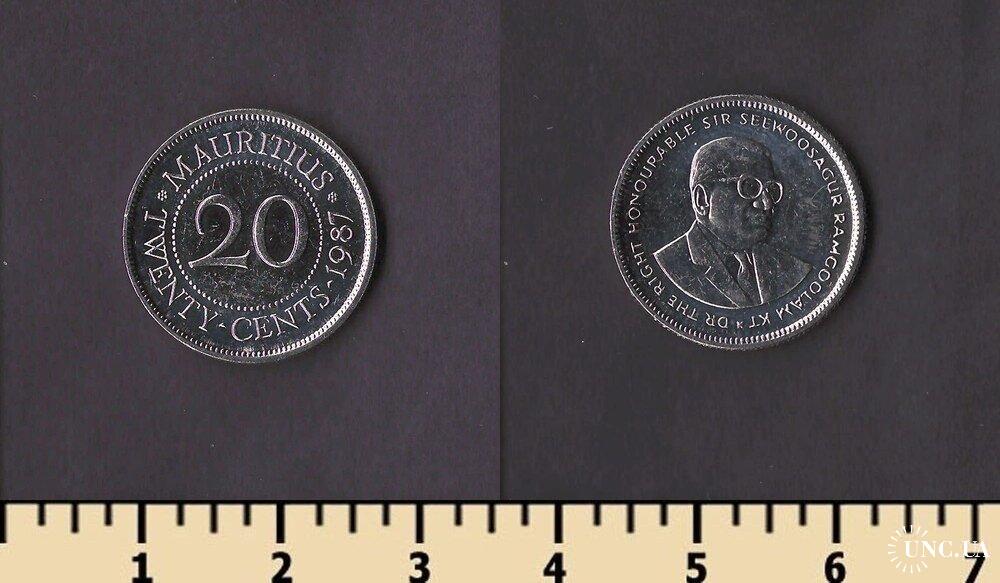 MAURITIUS
20
TWENTY CENTS 1987
DR THE RIGHT HONOURABLE SIR SEEWOOSAGUR RAMGOOLAM KT
1 2 3 4 5 6 7
UNC.UA